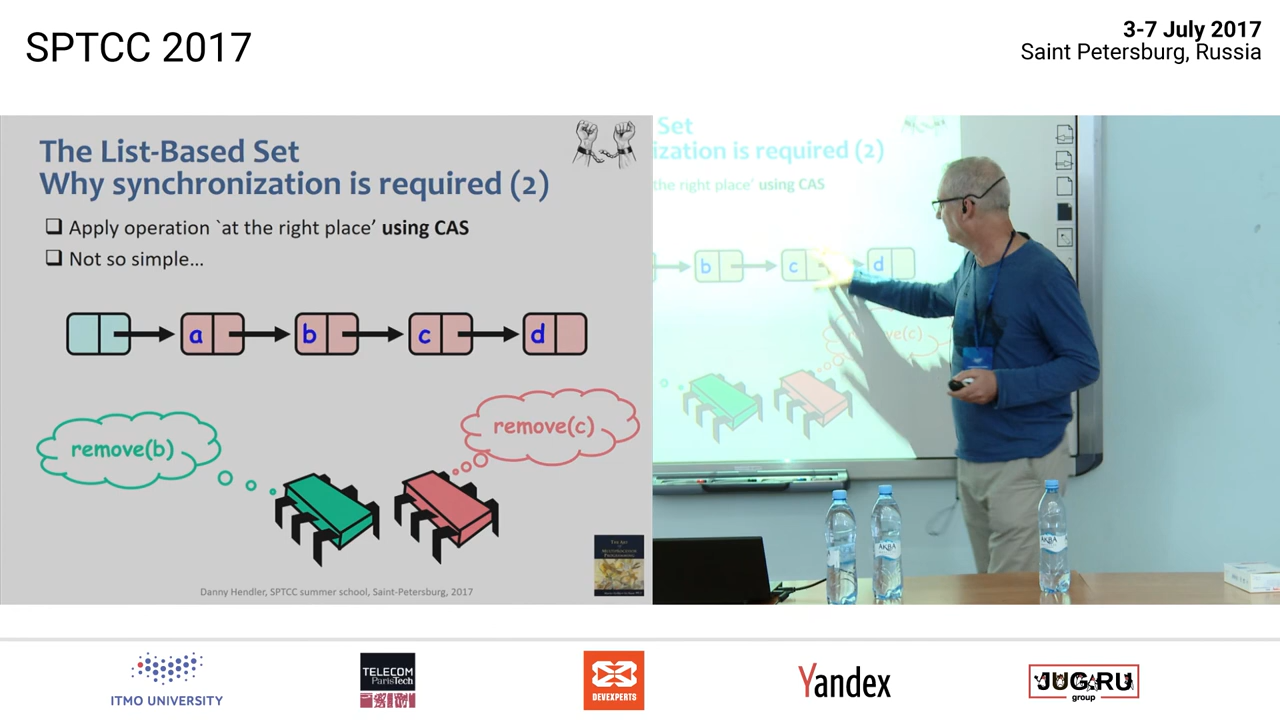 SPTCC 2017
3-7 July 2017
Saint Petersburg, Russia
The List-Based Set
Why synchronization is required (2)
Apply operation `at the right place' using CAS
Not so simple...
a
b
c
d
remove(b)
remove(c)
Danny Hendler, SPTCC summer school, Saint-Petersburg, 2017
Set
ization is required (2)
the right place' using CAS
b
c
d
ve(c)
АКВА
АКВА
ITMO UNIVERSITY
TELECOM
ParisTech
DEVEXPERTS
Yandex
JUG.RU
group